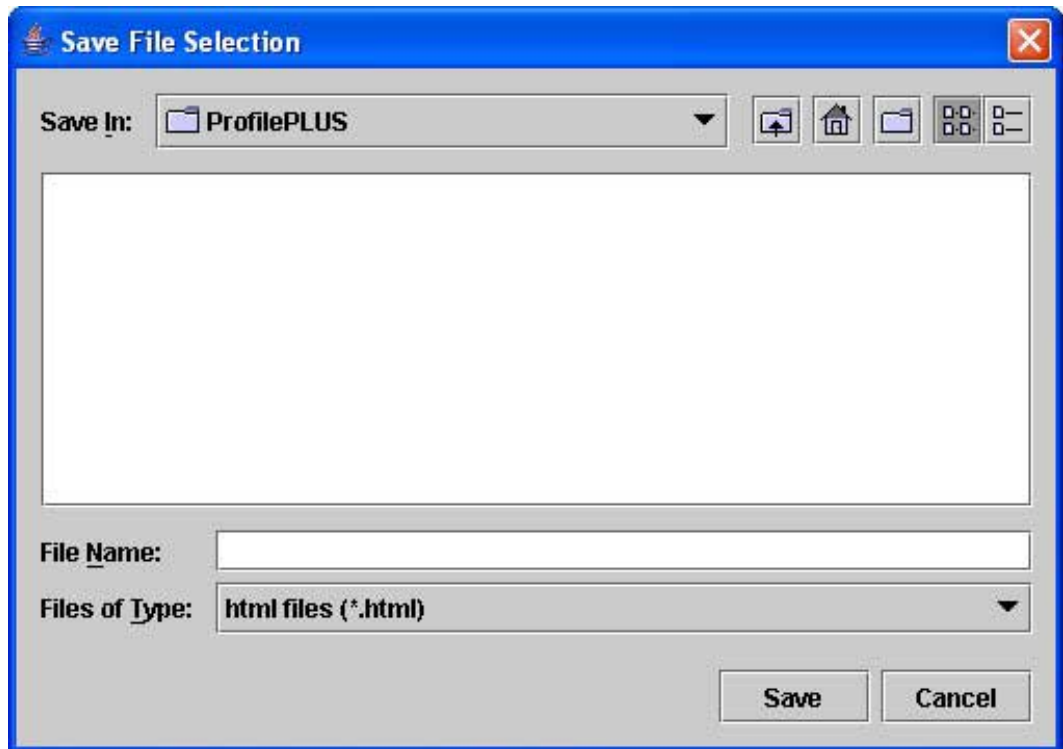 Save File Selection
Save In: ProfilePLUS
File Name:
Files of Type: html files (*.html)
Save Cancel